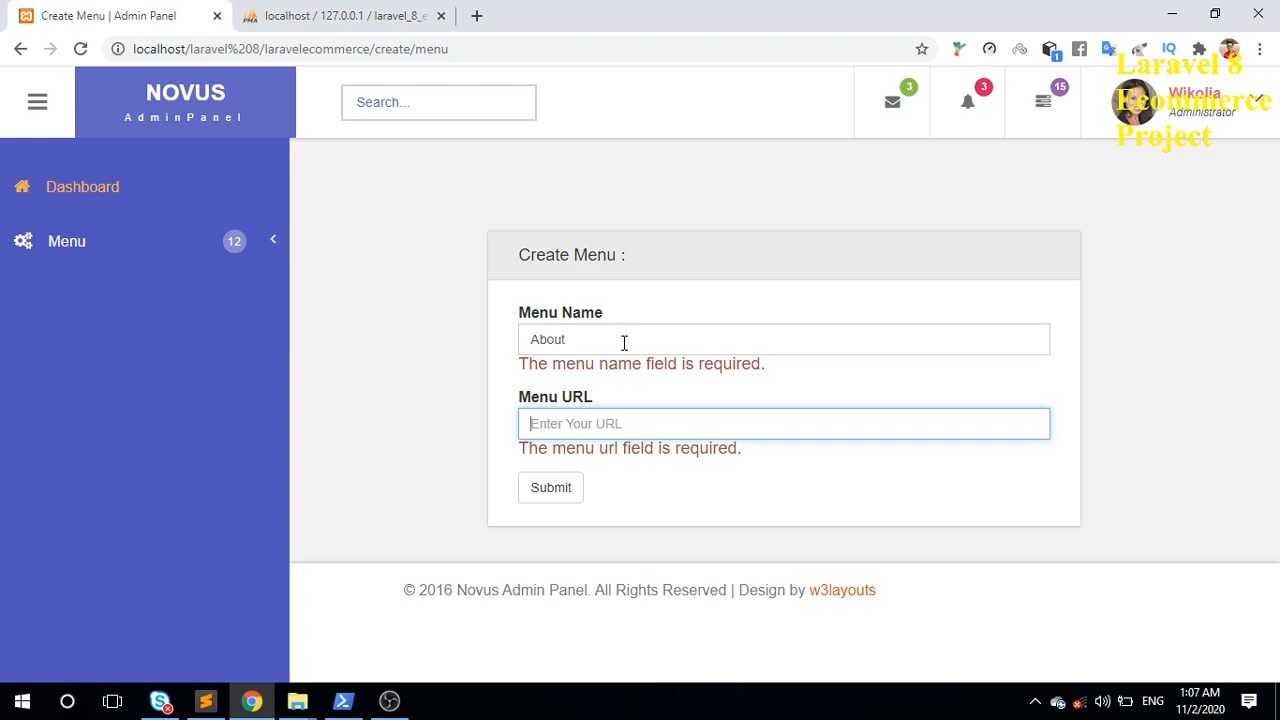 Create Menu | Admin Panel
localhost / 127.0.0.1 / laravel_8_e
localhost/laravel%208/laravelecommerce/create/menu
1
IQ
NOVUS
AdminPanel
Search...
3
3
15
Wikolia
Administrator
Laravel 8
Ecommerce
Project
Dashboard
Menu
12
Create Menu :
Menu Name
About
The menu name field is required.
Menu URL
Enter Your URL
The menu url field is required.
Submit
© 2016 Novus Admin Panel. All Rights Reserved | Design by w3layouts
ENG
1:07 AM
11/2/2020